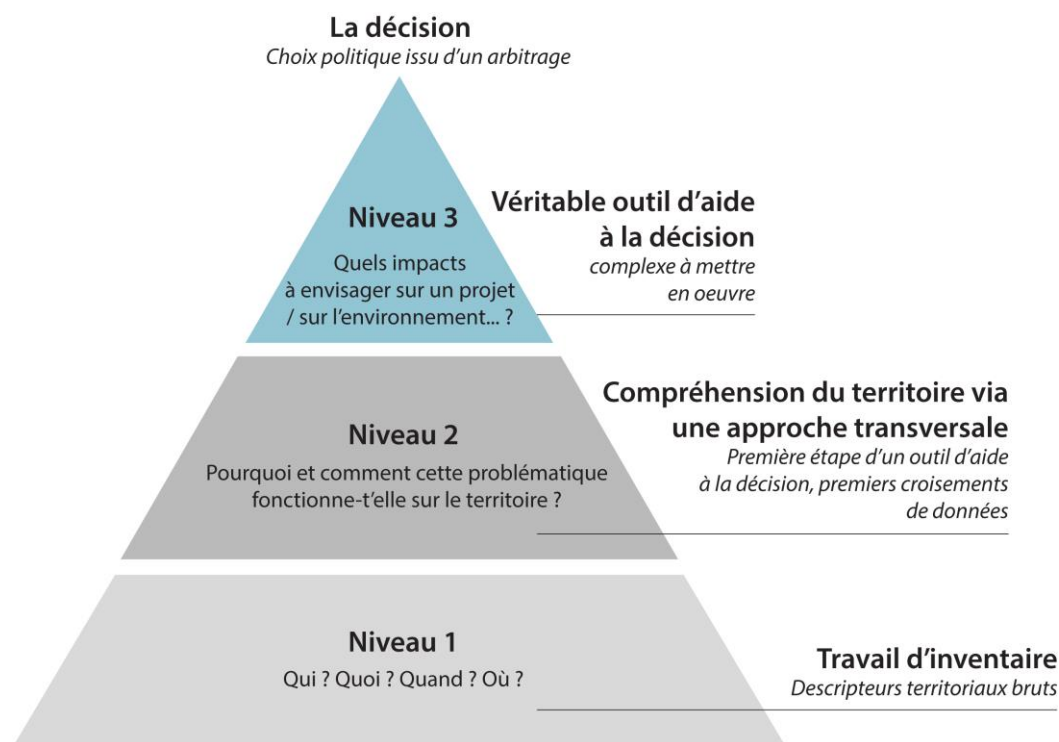 La décision
Choix politique issu d’un arbitrage
Niveau 3
Quels impacts
à envisager sur un projet
/ sur l’environnement... ?
Véritable outil d’aide
à la décision
complexe à mettre
en oeuvre
Niveau 2
Pourquoi et comment cette problématique
fonctionne-t’elle sur le territoire ?
Compréhension du territoire via
une approche transversale
Première étape d’un outil d’aide
à la décision, premiers croisements
de données
Niveau 1
Qui ? Quoi ? Quand ? Où ?
Travail d’inventaire
Descripteurs territoriaux bruts